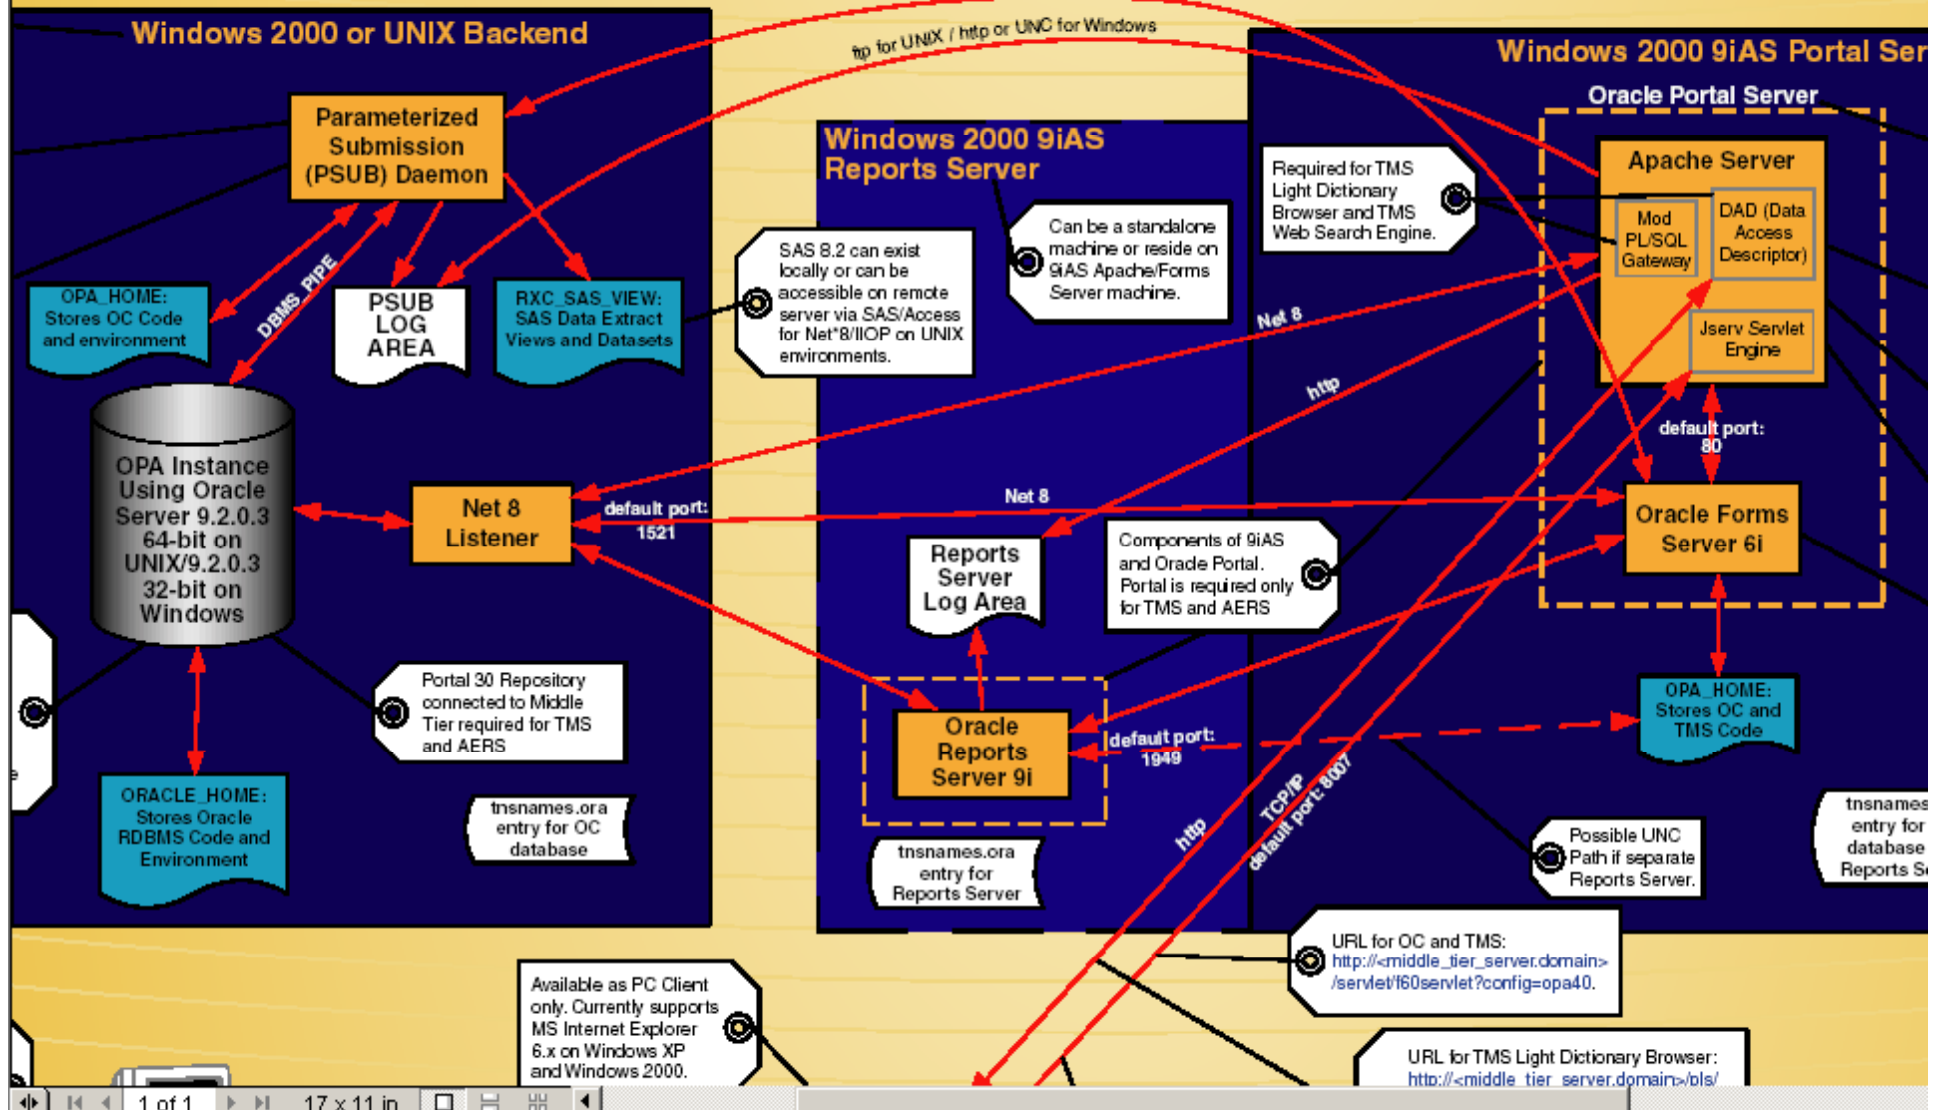 Windows 2000 or UNIX Backend
ftp for UNIX / http or UNC for Windows
Windows 2000 9iAS Portal Ser
Oracle Portal Server
Parameterized
Submission
(PSUB) Daemon
Windows 2000 9iAS
Reports Server
Apache Server
Mod
PL/SQL
Gateway
DAD (Data
Access
Descriptor)
Jserv Servlet
Engine
Required for TMS
Light Dictionary
Browser and TMS
Web Search Engine.
Can be a standalone
machine or reside on
9iAS Apache/Forms
Server machine.
SAS 8.2 can exist
locally or can be
accessible on remote
server via SAS/Access
for Net*8/IIOP on UNIX
environments.
DBMS_PIPE
OPA_HOME:
Stores OC Code
and environment
PSUB
LOG
AREA
RXC_SAS_VIEW:
SAS Data Extract
Views and Datasets
Net 8
http
default port:
80
OPA Instance
Using Oracle
Server 9.2.0.3
64-bit on
UNIX/9.2.0.3
32-bit on
Windows
Net 8
Listener
default port:
1521
Net 8
Oracle Forms
Server 6i
Reports
Server
Log Area
Components of 9iAS
and Oracle Portal.
Portal is required only
for TMS and AERS
Portal 30 Repository
connected to Middle
Tier required for TMS
and AERS
Oracle
Reports
Server 9i
default port:
1949
OPA_HOME:
Stores OC and
TMS Code
e
ORACLE_HOME:
Stores Oracle
RDBMS Code and
Environment
tnsnames.ora
entry for OC
database
tnsnames.ora
entry for
Reports Server
http
TCP/IP
default port: 8007
Possible UNC
Path if separate
Reports Server.
tnsnames
entry for
database
Reports Se
URL for OC and TMS:
http://<middle_tier_server.domain>
/servlet/f60servlet?config=opa40.
Available as PC Client
only. Currently supports
MS Internet Explorer
6.x on Windows XP
and Windows 2000.
URL for TMS Light Dictionary Browser:
http://<middle_tier_server.domain>/pls/
1 of 1
17 x 11 in